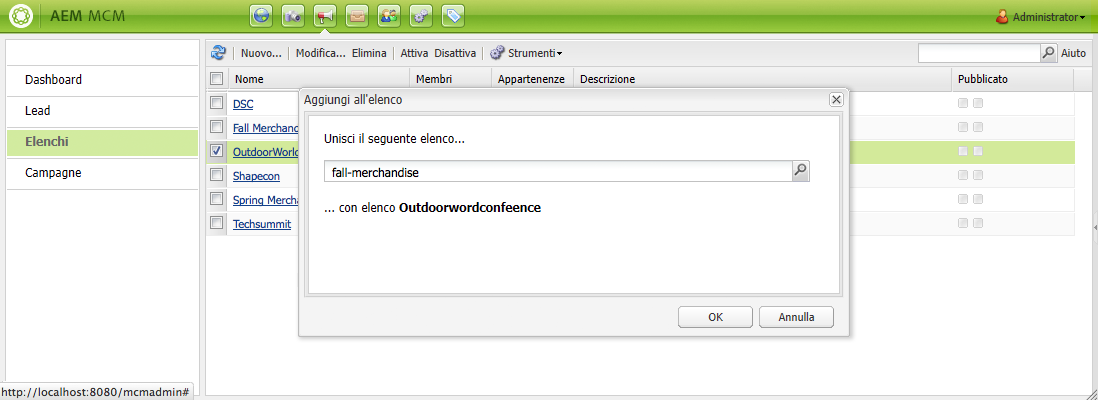 AEM MCM
Administrator
Nuovo... Modifica... Elimina Attiva Disattiva Strumenti Aiuto
Dashboard
Lead
Elenchi
Campagne
Nome Membri Appartenenze Descrizione Pubblicato
DSC
Fall Merchand
OutdoorWorld
Shapecon
Spring Mercha
Techsummit
Aggiungi all'elenco
Unisci il seguente elenco...
fall-merchandise
... con elenco Outdoorwordconfeence
OK Annulla
http://localhost:8080/mcmadmin#